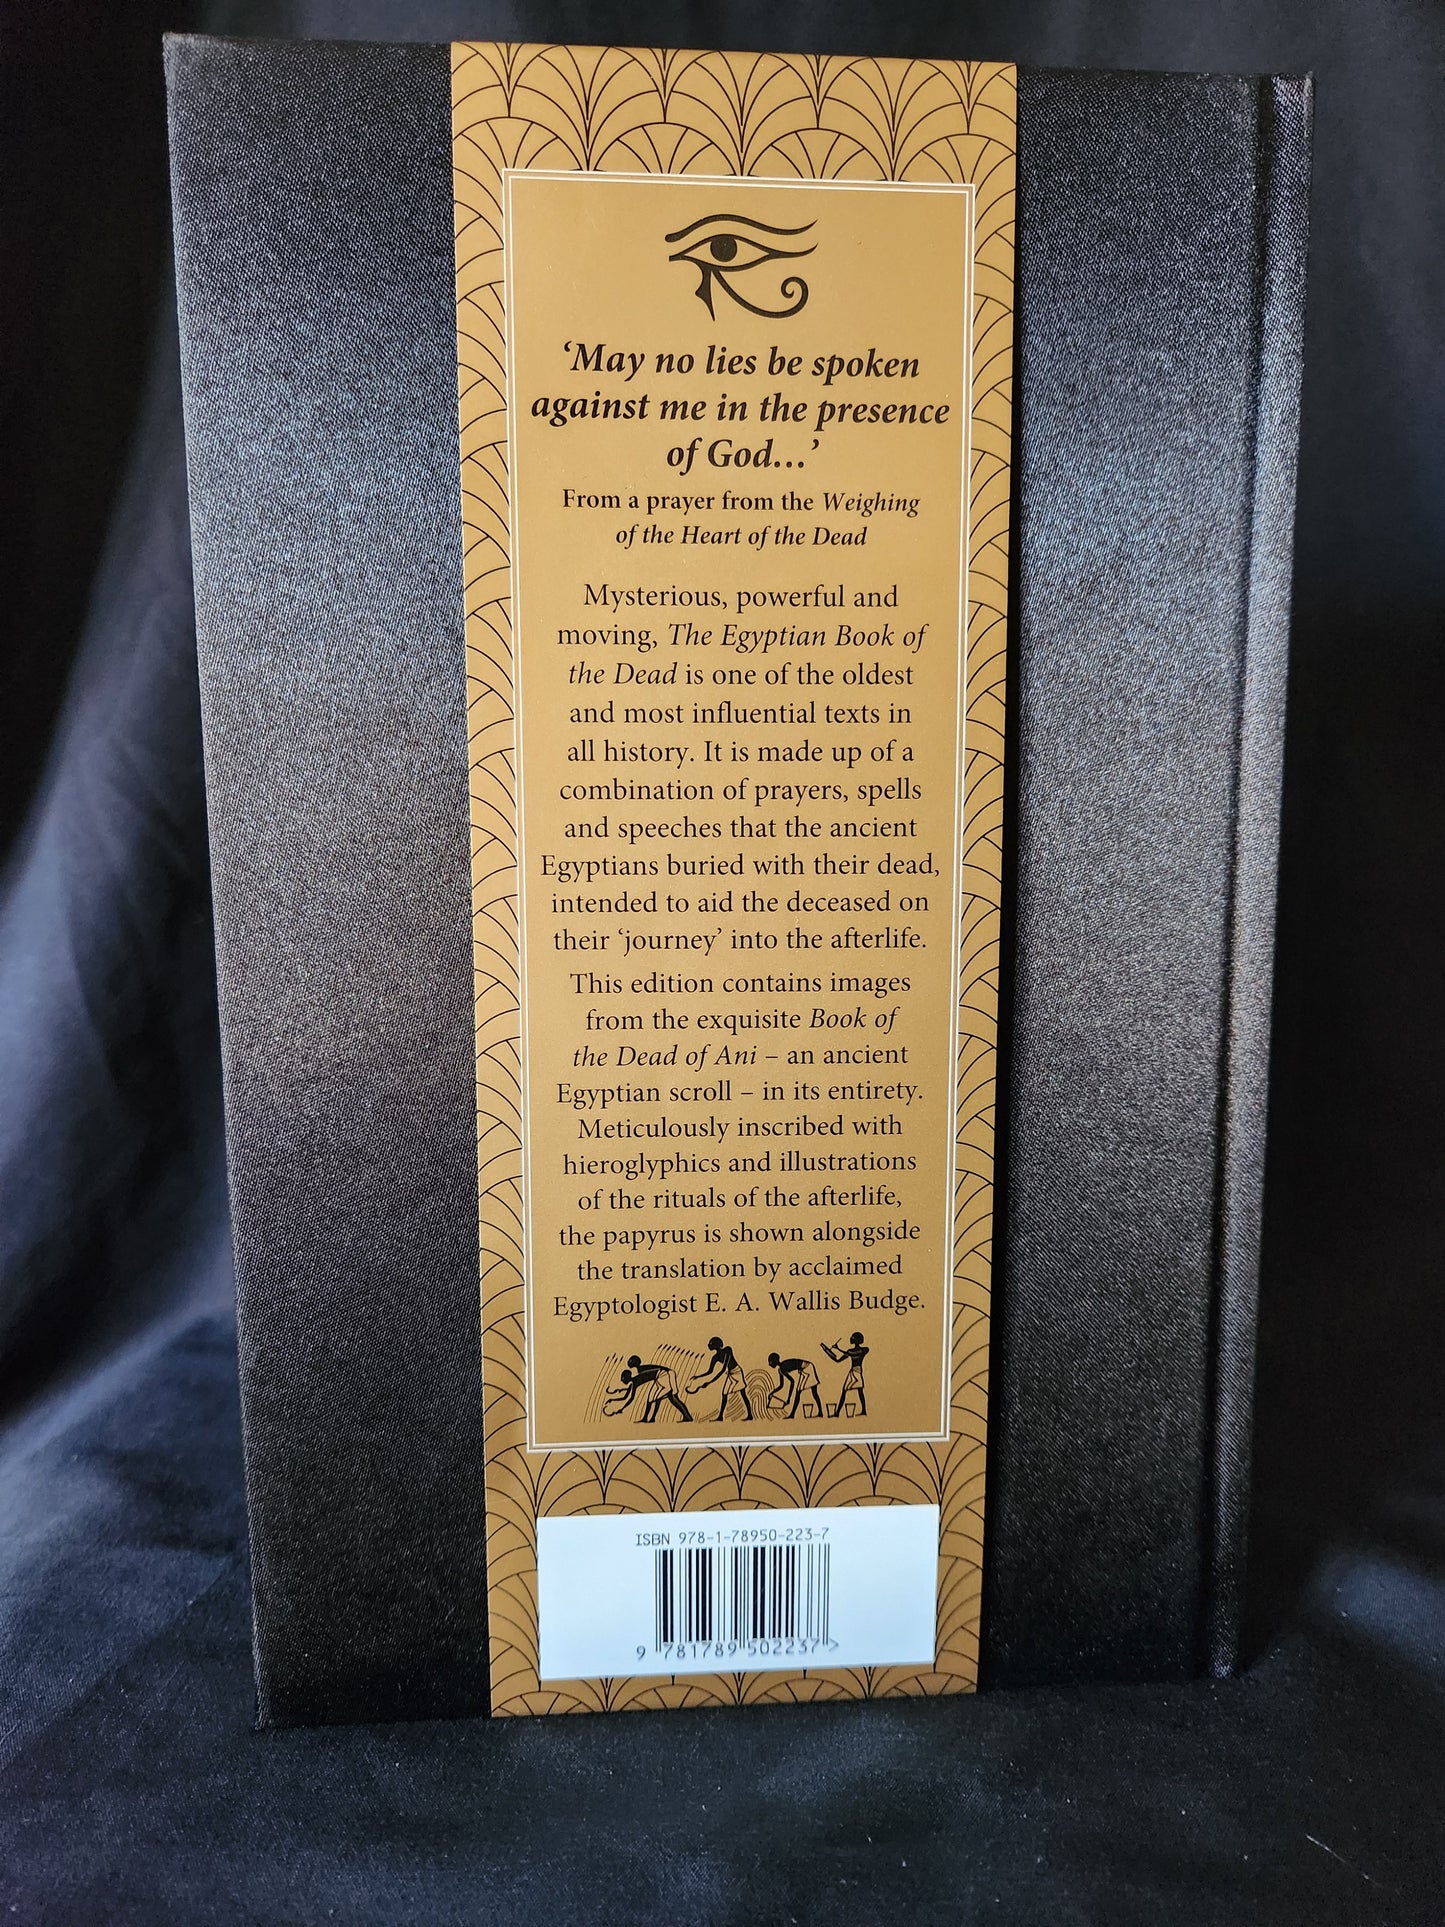 ‘May no lies be spoken
against me in the presence
of God...’
From a prayer from the Weighing
of the Heart of the Dead
Mysterious, powerful and
moving, The Egyptian Book of
the Dead is one of the oldest
and most influential texts in
all history. It is made up of a
combination of prayers, spells
and speeches that the ancient
Egyptians buried with their dead,
intended to aid the deceased on
their ‘journey’ into the afterlife.
This edition contains images
from the exquisite Book of
the Dead of Ani – an ancient
Egyptian scroll – in its entirety.
Meticulously inscribed with
hieroglyphics and illustrations
of the rituals of the afterlife,
the papyrus is shown alongside
the translation by acclaimed
Egyptologist E. A. Wallis Budge.
ISBN 978-1-78950-223-7
9 781789 502237 >